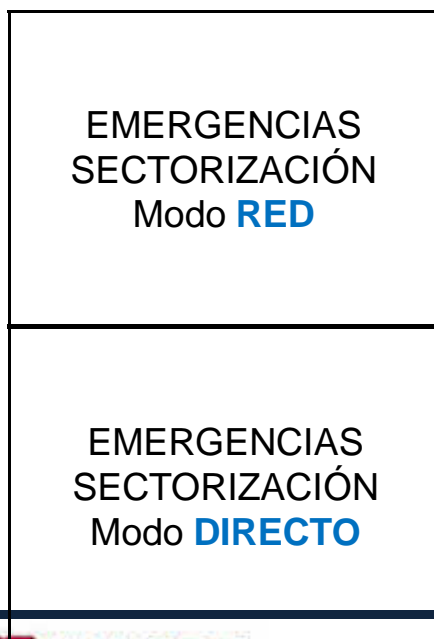 EMERGENCIAS
SECTORIZACIÓN
Modo RED
EMERGENCIAS
SECTORIZACIÓN
Modo DIRECTO